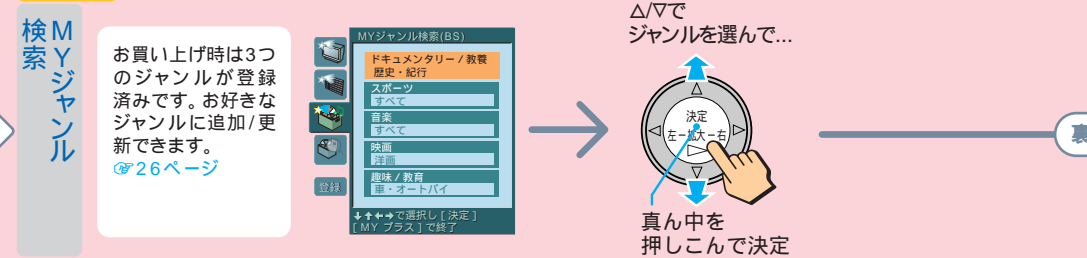 MYジャンル
検索
お買い上げ時は3つ
のジャンルが登録
済みです。お好きな
ジャンルに追加/更
新できます。
☞26ページ
MYジャンル検索(BS)
ドキュメンタリー/教養
歴史・紀行
スポーツ
すべて
音楽
すべて
映画
洋画
趣味/教育
車・オートバイ
登録
↓↑←→で選択し[決定]
[MY プラス]で終了
△/▽で
ジャンルを選んで...
決定
左−拡大−右
真ん中を
押しこんで決定
裏